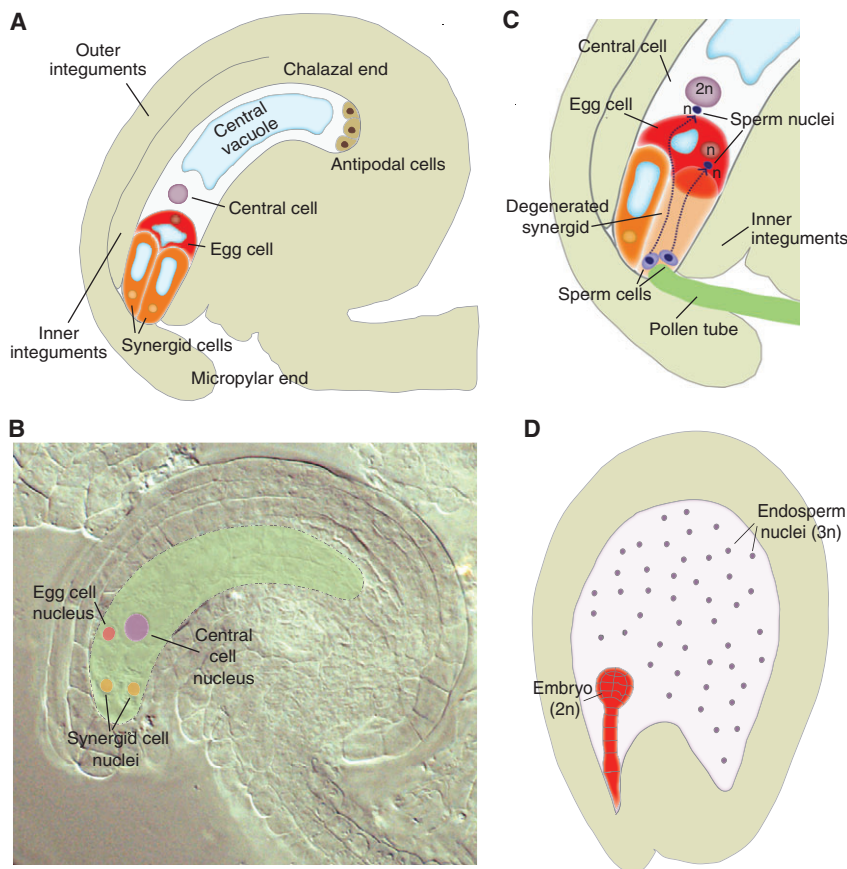 A
Outer
integuments
Chalazal end
Central
vacuole
Antipodal cells
Central cell
Egg cell
Inner
integuments
Synergid cells
Micropylar end
B
Egg cell
nucleus
Central
cell
nucleus
Synergid cell
nuclei
C
Central cell
2n
Egg cell
n
Sperm nuclei
n
n
Degenerated
synergid
Inner
integuments
Sperm cells
Pollen tube
D
Endosperm
nuclei (3n)
Embryo
(2n)